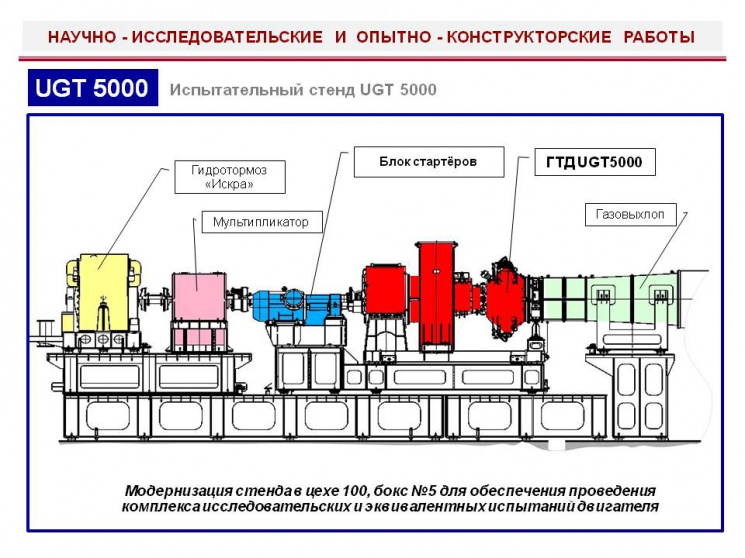 НАУЧНО - ИССЛЕДОВАТЕЛЬСКИЕ И ОПЫТНО - КОНСТРУКТОРСКИЕ РАБОТЫ
UGT 5000
Испытательный стенд UGT 5000
Гидротормоз
«Искра»
Мультипликатор
Блок стартёров
ГТД UGT5000
Газовыхлоп
Модернизация стенда в цехе 100, бокс №5 для обеспечения проведения
комплекса исследовательских и эквивалентных испытаний двигателя